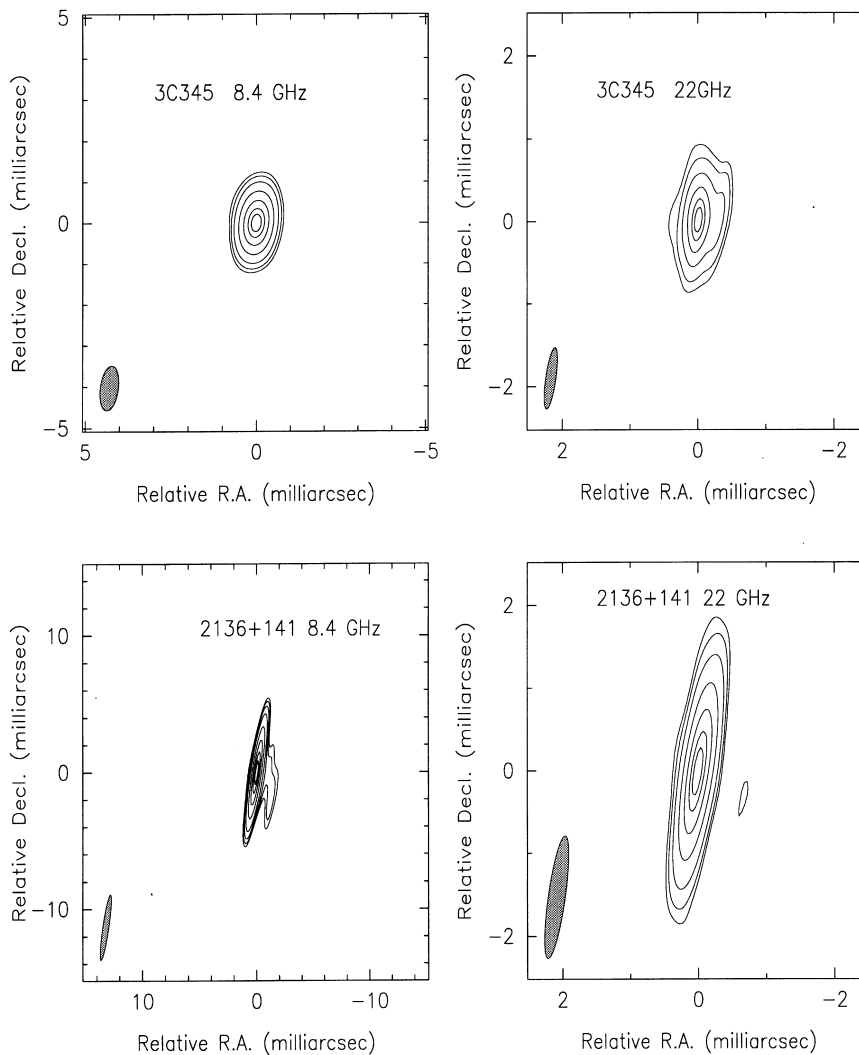 5
3C345 8.4 GHz
0
-5
5 0 -5
Relative R.A. (milliarcsec)
Relative Decl. (milliarcsec)
2
3C345 22GHz
0
-2
2 0 -2
Relative R.A. (milliarcsec)
Relative Decl. (milliarcsec)
10
2136+141 8.4 GHz
0
-10
10 0 -10
Relative R.A. (milliarcsec)
Relative Decl. (milliarcsec)
2
2136+141 22 GHz
0
-2
2 0 -2
Relative R.A. (milliarcsec)
Relative Decl. (milliarcsec)